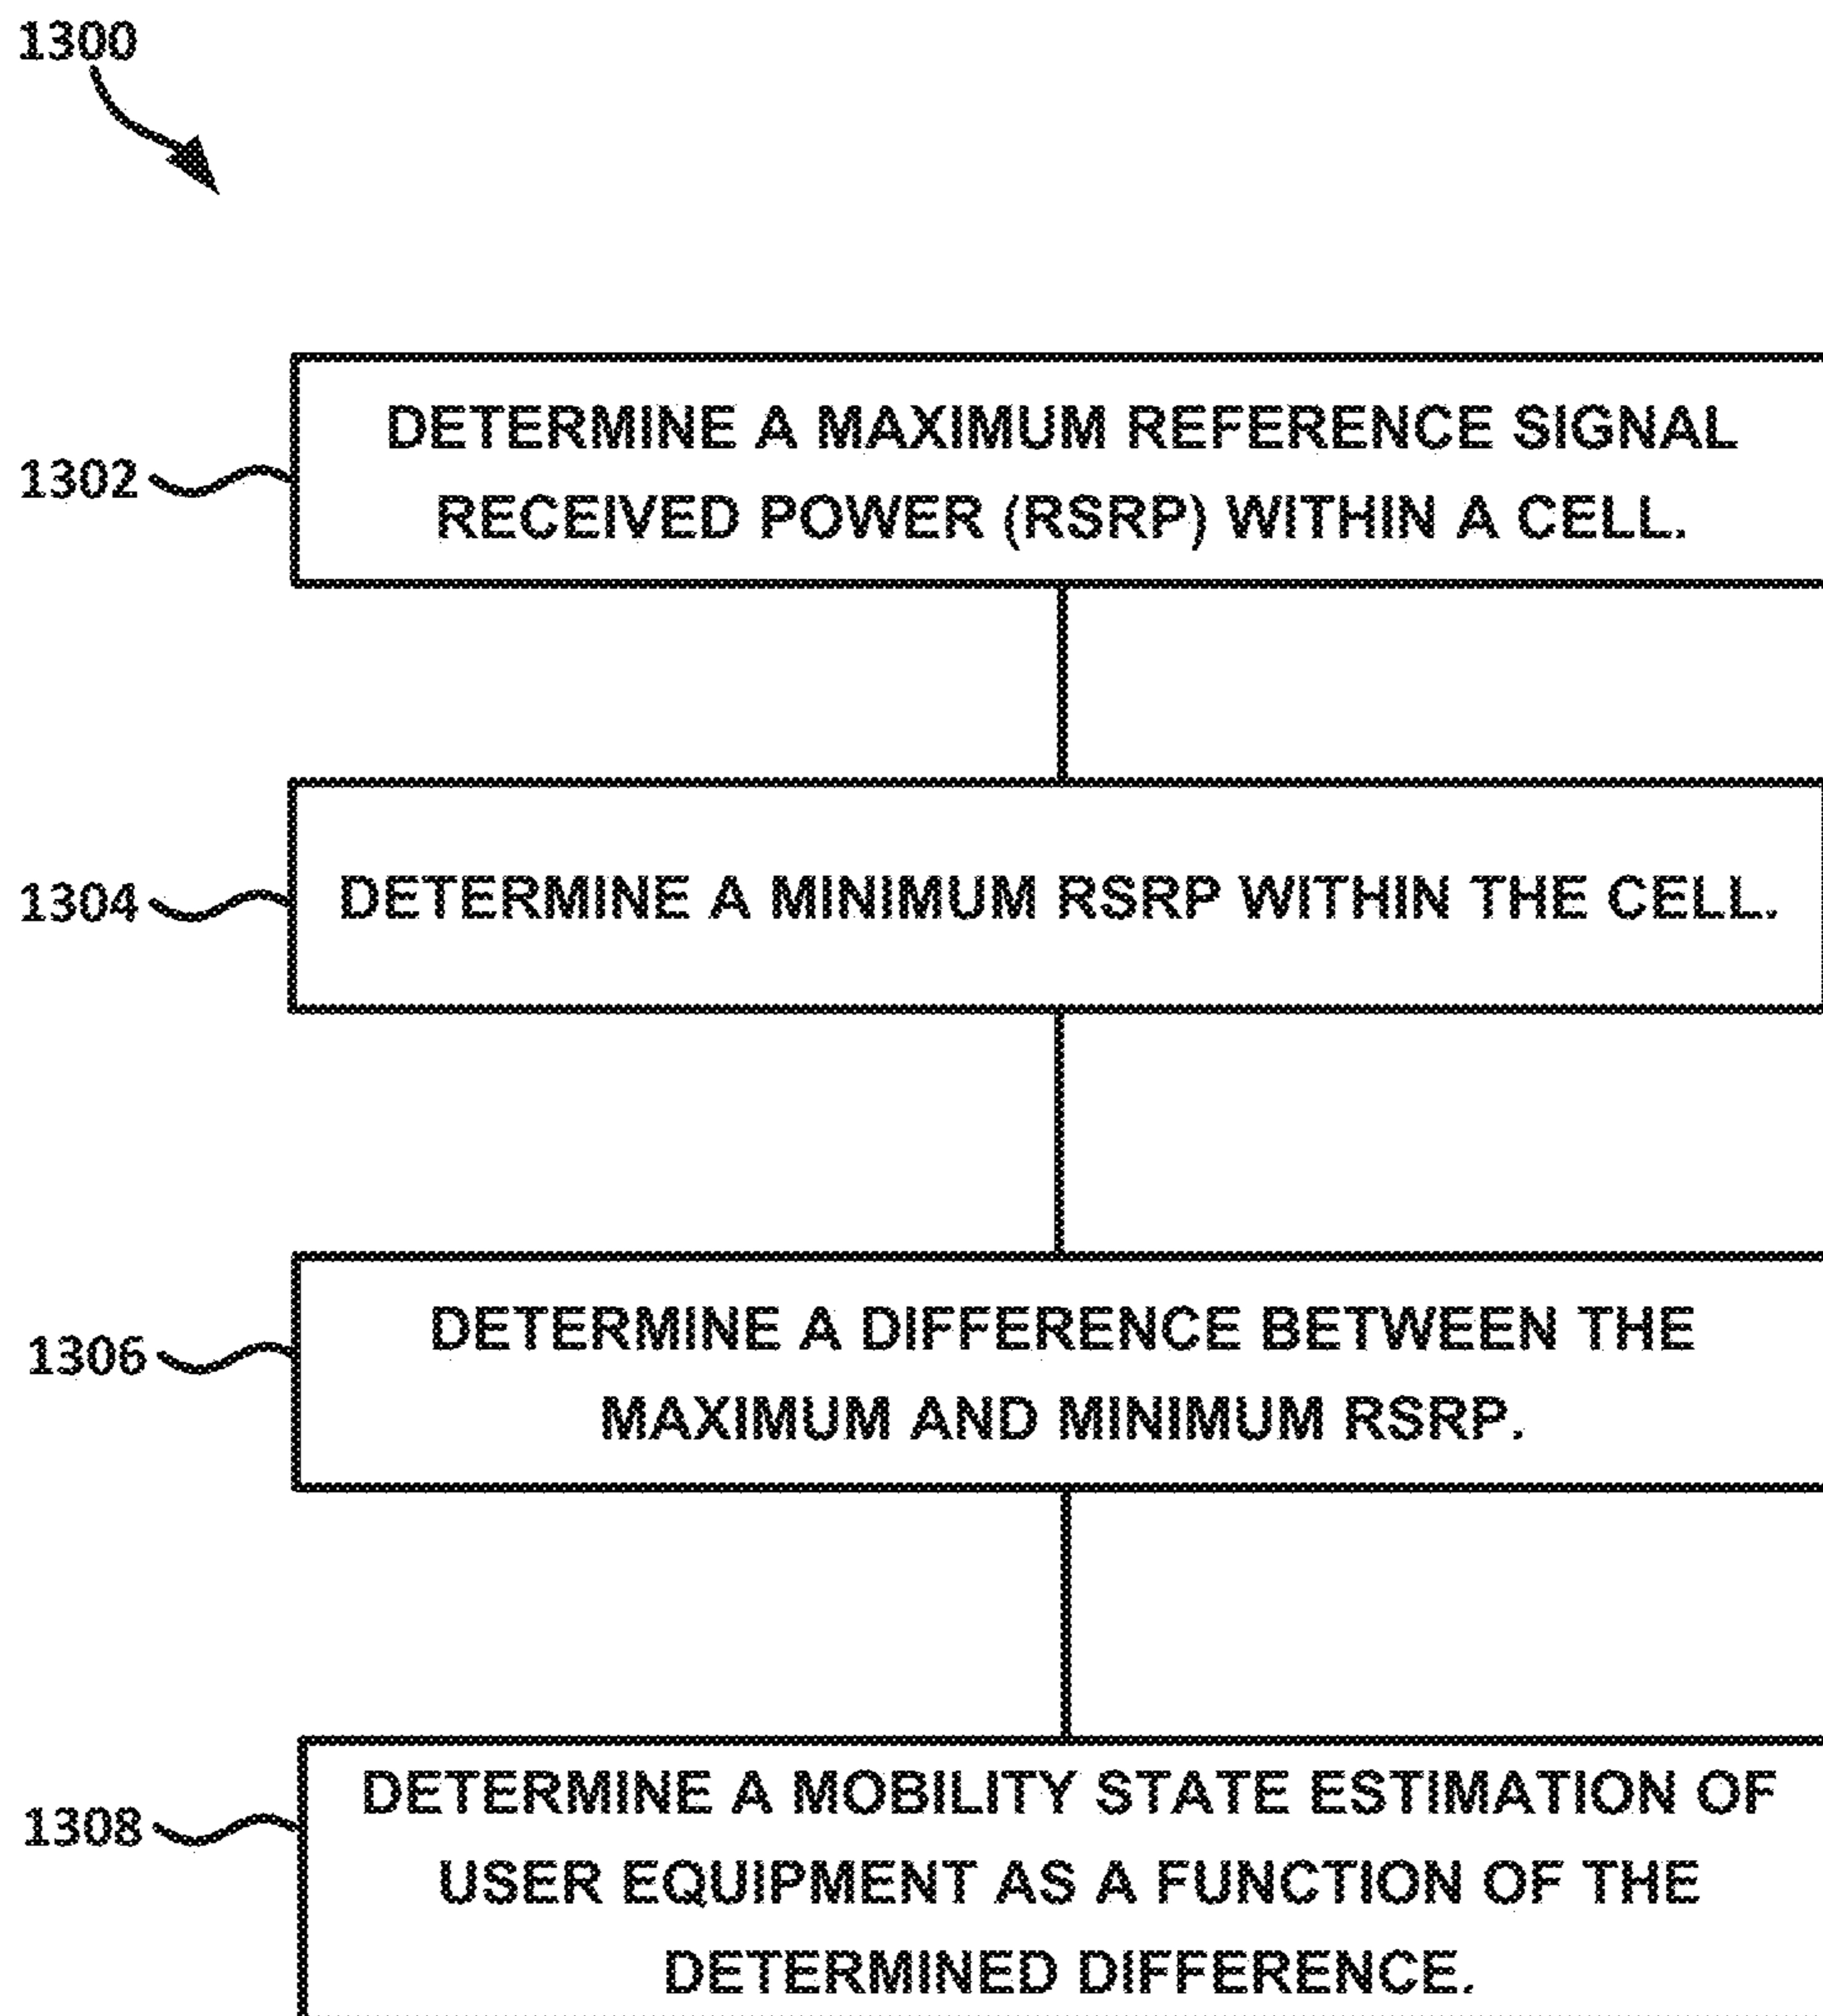 1300
1302
DETERMINE A MAXIMUM REFERENCE SIGNAL
RECEIVED POWER (RSRP) WITHIN A CELL.
1304
DETERMINE A MINIMUM RSRP WITHIN THE CELL.
1306
DETERMINE A DIFFERENCE BETWEEN THE
MAXIMUM AND MINIMUM RSRP.
1308
DETERMINE A MOBILITY STATE ESTIMATION OF
USER EQUIPMENT AS A FUNCTION OF THE
DETERMINED DIFFERENCE.